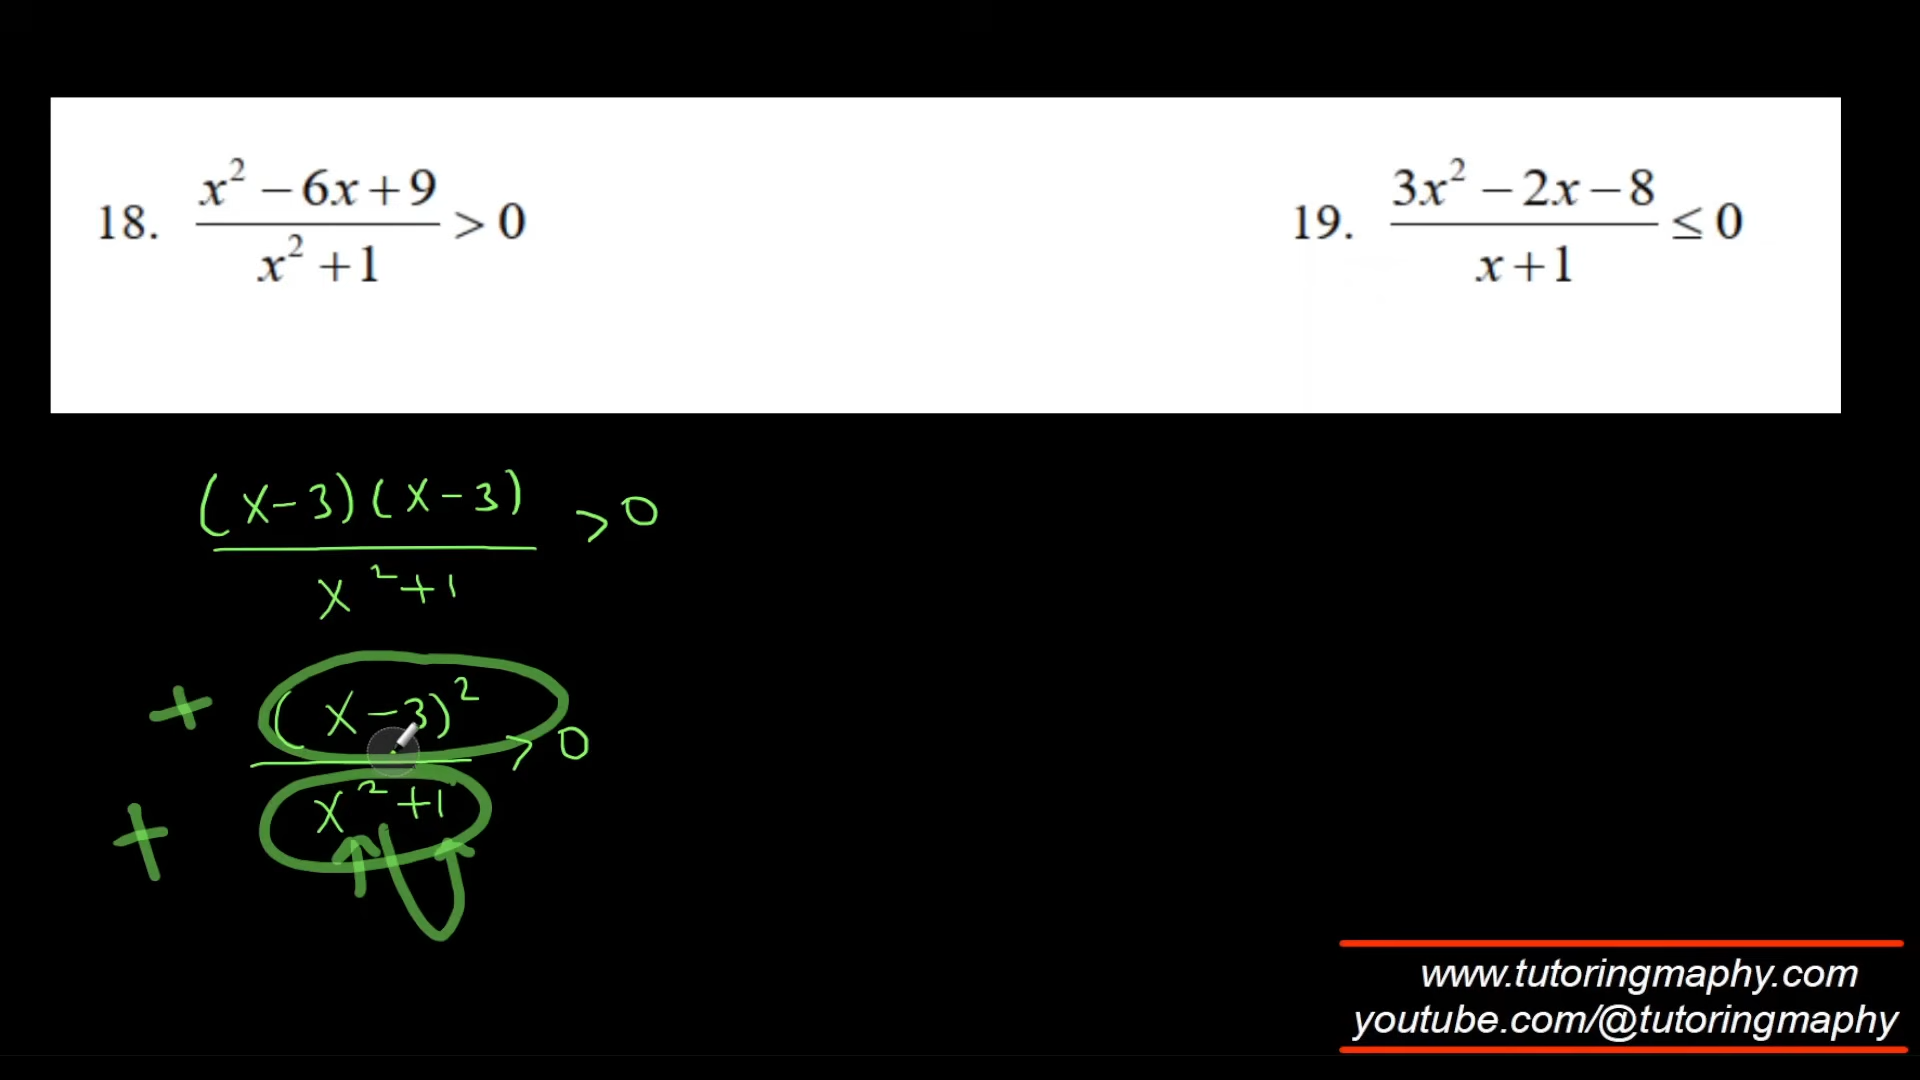 18. (x² − 6x + 9)/(x² + 1) > 0
19. (3x² − 2x − 8)/(x + 1) ≤ 0
(x-3)(x-3)
> 0
x² + 1
+ (x-3)²
> 0
+ x² + 1
www.tutoringmaphy.com
youtube.com/@tutoringmaphy